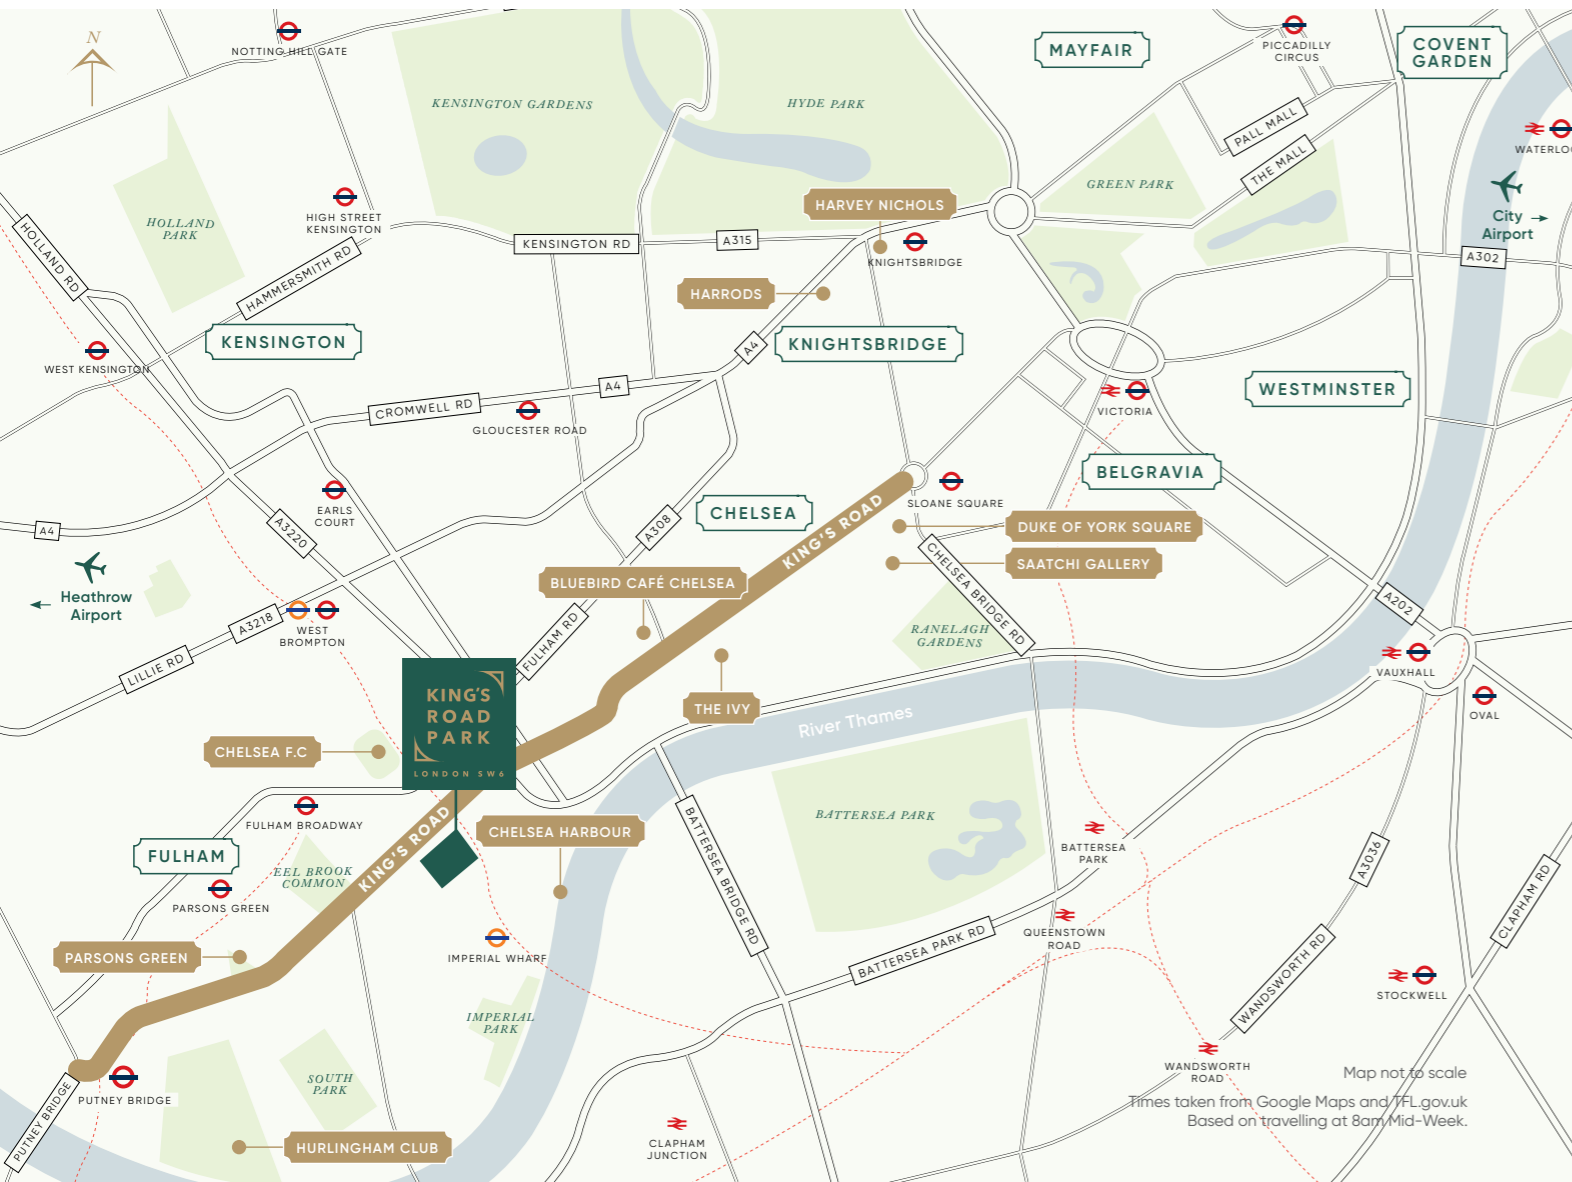 N
NOTTING HILL GATE
KENSINGTON GARDENS
HYDE PARK
MAYFAIR
PICCADILLY
CIRCUS
COVENT
GARDEN
PALL MALL
THE MALL
WATERLOO
GREEN PARK
City
Airport
A302
HOLLAND
PARK
HIGH STREET
KENSINGTON
HARVEY NICHOLS
KENSINGTON RD
A315
KNIGHTSBRIDGE
HOLLAND RD
HAMMERSMITH RD
HARRODS
KENSINGTON
KNIGHTSBRIDGE
A4
WEST KENSINGTON
A4
CROMWELL RD
GLOUCESTER ROAD
VICTORIA
WESTMINSTER
BELGRAVIA
EARLS
COURT
A4
A3220
A308
CHELSEA
KING'S ROAD
SLOANE SQUARE
DUKE OF YORK SQUARE
SAATCHI GALLERY
CHELSEA BRIDGE RD
Heathrow
Airport
BLUEBIRD CAFÉ CHELSEA
A3218
WEST
BROMPTON
LILLIE RD
FULHAM RD
RANELAGH
GARDENS
A202
VAUXHALL
OVAL
KING'S
ROAD
PARK
LONDON SW6
THE IVY
River Thames
CHELSEA F.C
FULHAM BROADWAY
KING'S ROAD
CHELSEA HARBOUR
BATTERSEA BRIDGE RD
BATTERSEA PARK
BATTERSEA
PARK
FULHAM
EEL BROOK
COMMON
PARSONS GREEN
A3036
CLAPHAM RD
PARSONS GREEN
IMPERIAL WHARF
BATTERSEA PARK RD
QUEENSTOWN
ROAD
WANDSWORTH RD
STOCKWELL
IMPERIAL
PARK
SOUTH
PARK
PUTNEY BRIDGE
PUTNEY BRIDGE
HURLINGHAM CLUB
CLAPHAM
JUNCTION
WANDSWORTH
ROAD
Map not to scale
Times taken from Google Maps and TFL.gov.uk
Based on travelling at 8am Mid-Week.